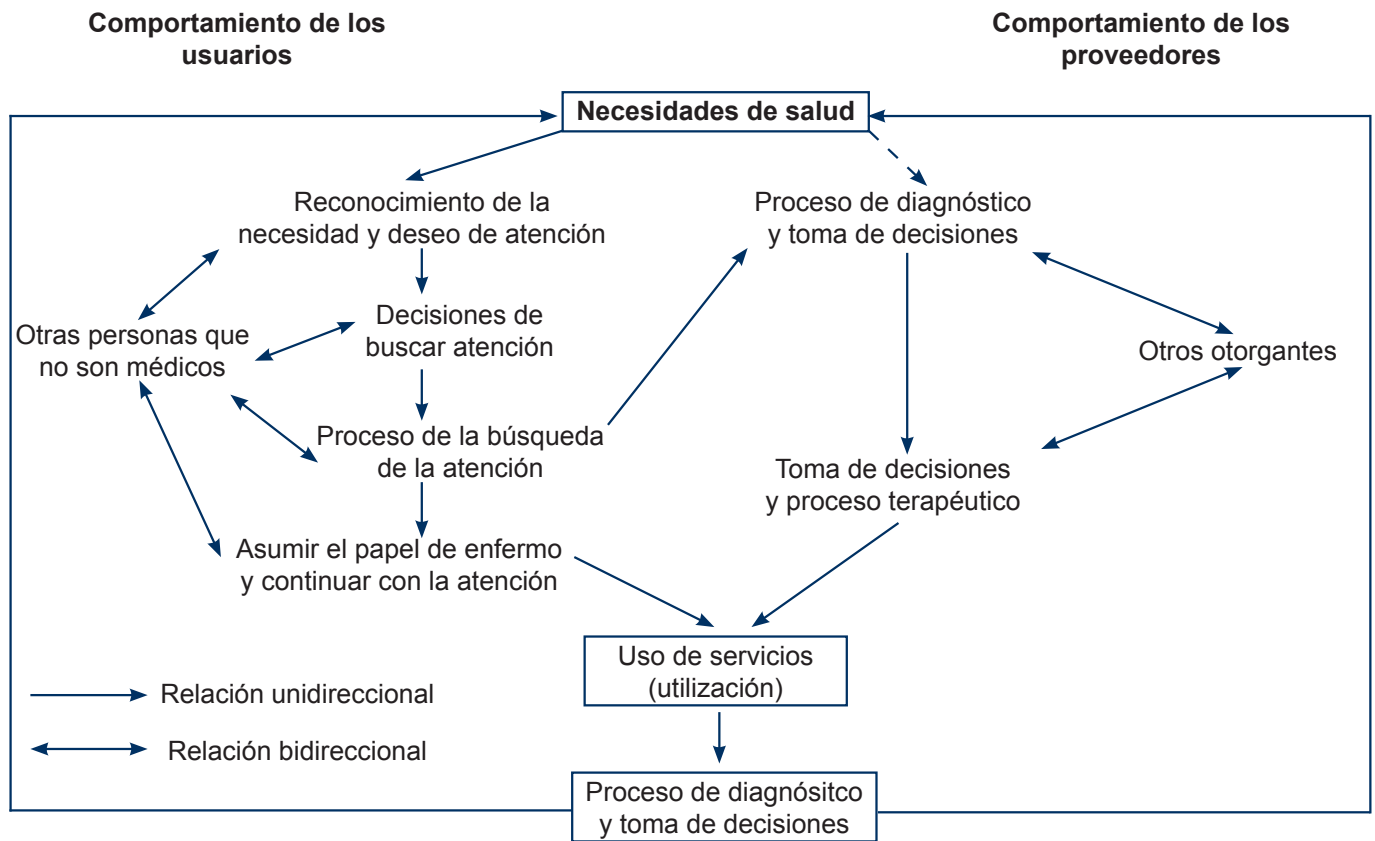 Comportamiento de los
usuarios
Comportamiento de los
proveedores
Necesidades de salud
Reconocimiento de la
necesidad y deseo de atención
Proceso de diagnóstico
y toma de decisiones
Otras personas que
no son médicos
Decisiones de
buscar atención
Otros otorgantes
Proceso de la búsqueda
de la atención
Toma de decisiones
y proceso terapéutico
Asumir el papel de enfermo
y continuar con la atención
Uso de servicios
(utilización)
Relación unidireccional
Relación bidireccional
Proceso de diagnósitco
y toma de decisiones